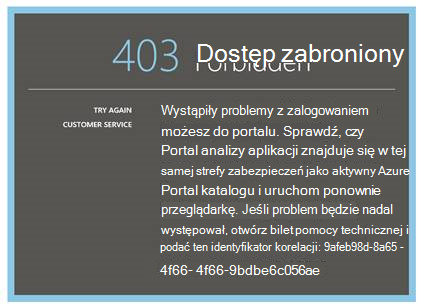 403 Dostęp zabroniony
Forbidden
TRY AGAIN
CUSTOMER SERVICE
Wystąpiły problemy z zalogowaniem
możesz do portalu. Sprawdź, czy
Portal analizy aplikacji znajduje się w tej
samej strefy zabezpieczeń jako aktywny Azure
Portal katalogu i uruchom ponownie
przeglądarkę. Jeśli problem będzie nadal
występował, otwórz bilet pomocy technicznej i
podać ten identyfikator korelacji: 9afeb98d-8a65 -
4f66- 4f66-9bdbe6c056ae